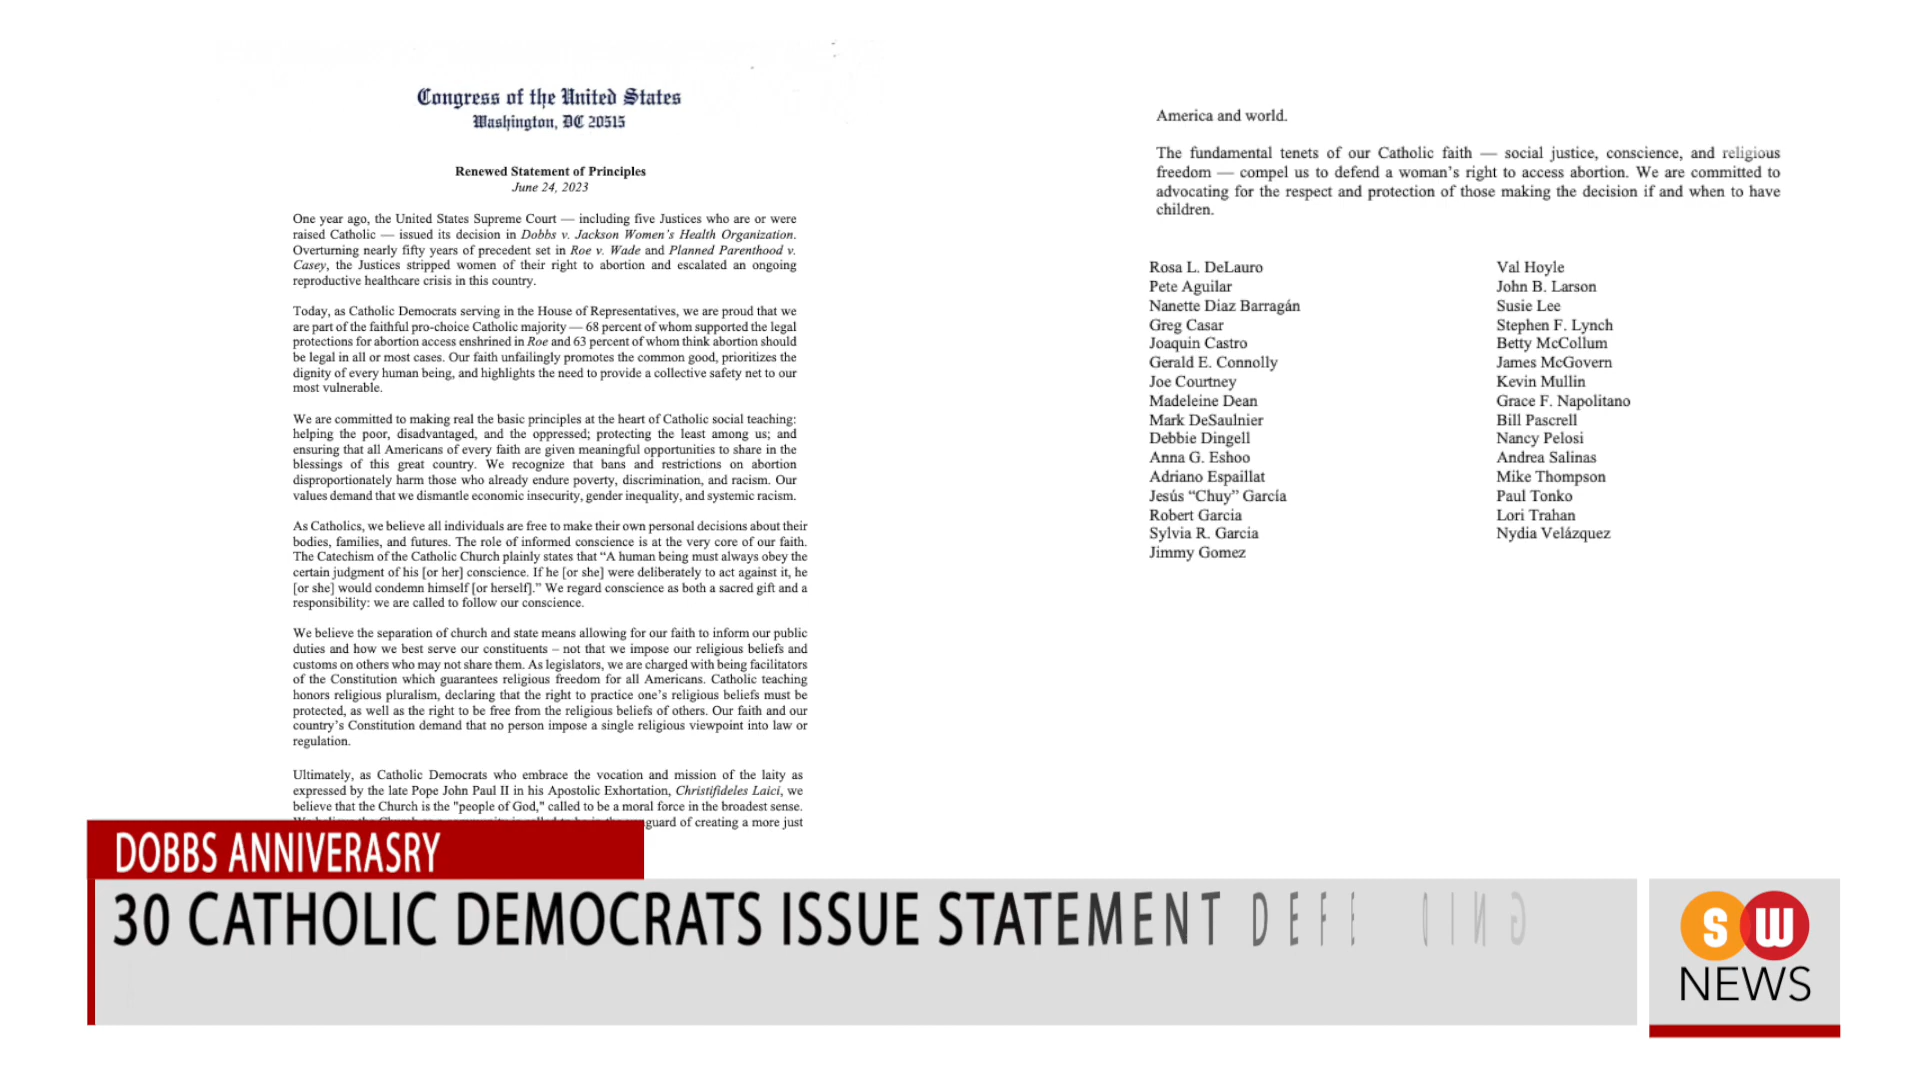 Congress of the United States
Washington, DC 20515
Renewed Statement of Principles
June 24, 2023
One year ago, the United States Supreme Court — including five Justices who are or were
raised Catholic — issued its decision in Dobbs v. Jackson Women's Health Organization.
Overturning nearly fifty years of precedent set in Roe v. Wade and Planned Parenthood v.
Casey, the Justices stripped women of their right to abortion and escalated an ongoing
reproductive healthcare crisis in this country.
Today, as Catholic Democrats serving in the House of Representatives, we are proud that we
are part of the faithful pro-choice Catholic majority — 68 percent of whom supported the legal
protections for abortion access enshrined in Roe and 63 percent of whom think abortion should
be legal in all or most cases. Our faith unfailingly promotes the common good, prioritizes the
dignity of every human being, and highlights the need to provide a collective safety net to our
most vulnerable.
We are committed to making real the basic principles at the heart of Catholic social teaching:
helping the poor, disadvantaged, and the oppressed; protecting the least among us; and
ensuring that all Americans of every faith are given meaningful opportunities to share in the
blessings of this great country. We recognize that bans and restrictions on abortion
disproportionately harm those who already endure poverty, discrimination, and racism. Our
values demand that we dismantle economic insecurity, gender inequality, and systemic racism.
As Catholics, we believe all individuals are free to make their own personal decisions about their
bodies, families, and futures. The role of informed conscience is at the very core of our faith.
The Catechism of the Catholic Church plainly states that “A human being must always obey the
certain judgment of his [or her] conscience. If he [or she] were deliberately to act against it, he
[or she] would condemn himself [or herself].” We regard conscience as both a sacred gift and a
responsibility: we are called to follow our conscience.
We believe the separation of church and state means allowing for our faith to inform our public
duties and how we best serve our constituents – not that we impose our religious beliefs and
customs on others who may not share them. As legislators, we are charged with being facilitators
of the Constitution which guarantees religious freedom for all Americans. Catholic teaching
honors religious pluralism, declaring that the right to practice one’s religious beliefs must be
protected, as well as the right to be free from the religious beliefs of others. Our faith and our
country’s Constitution demand that no person impose a single religious viewpoint into law or
regulation.
Ultimately, as Catholic Democrats who embrace the vocation and mission of the laity as
expressed by the late Pope John Paul II in his Apostolic Exhortation, Christifideles Laici, we
believe that the Church is the "people of God," called to be a moral force in the broadest sense.
of creating a more just
America and world.
The fundamental tenets of our Catholic faith — social justice, conscience, and religious
freedom — compel us to defend a woman’s right to access abortion. We are committed to
advocating for the respect and protection of those making the decision if and when to have
children.
Rosa L. DeLauro
Pete Aguilar
Nanette Diaz Barragán
Greg Casar
Joaquin Castro
Gerald E. Connolly
Joe Courtney
Madeleine Dean
Mark DeSaulnier
Debbie Dingell
Anna G. Eshoo
Adriano Espaillat
Jesús “Chuy” García
Robert Garcia
Sylvia R. Garcia
Jimmy Gomez
Val Hoyle
John B. Larson
Susie Lee
Stephen F. Lynch
Betty McCollum
James McGovern
Kevin Mullin
Grace F. Napolitano
Bill Pascrell
Nancy Pelosi
Andrea Salinas
Mike Thompson
Paul Tonko
Lori Trahan
Nydia Velázquez
DOBBS ANNIVERASRY
30 CATHOLIC DEMOCRATS ISSUE STATEMENT
SW
NEWS